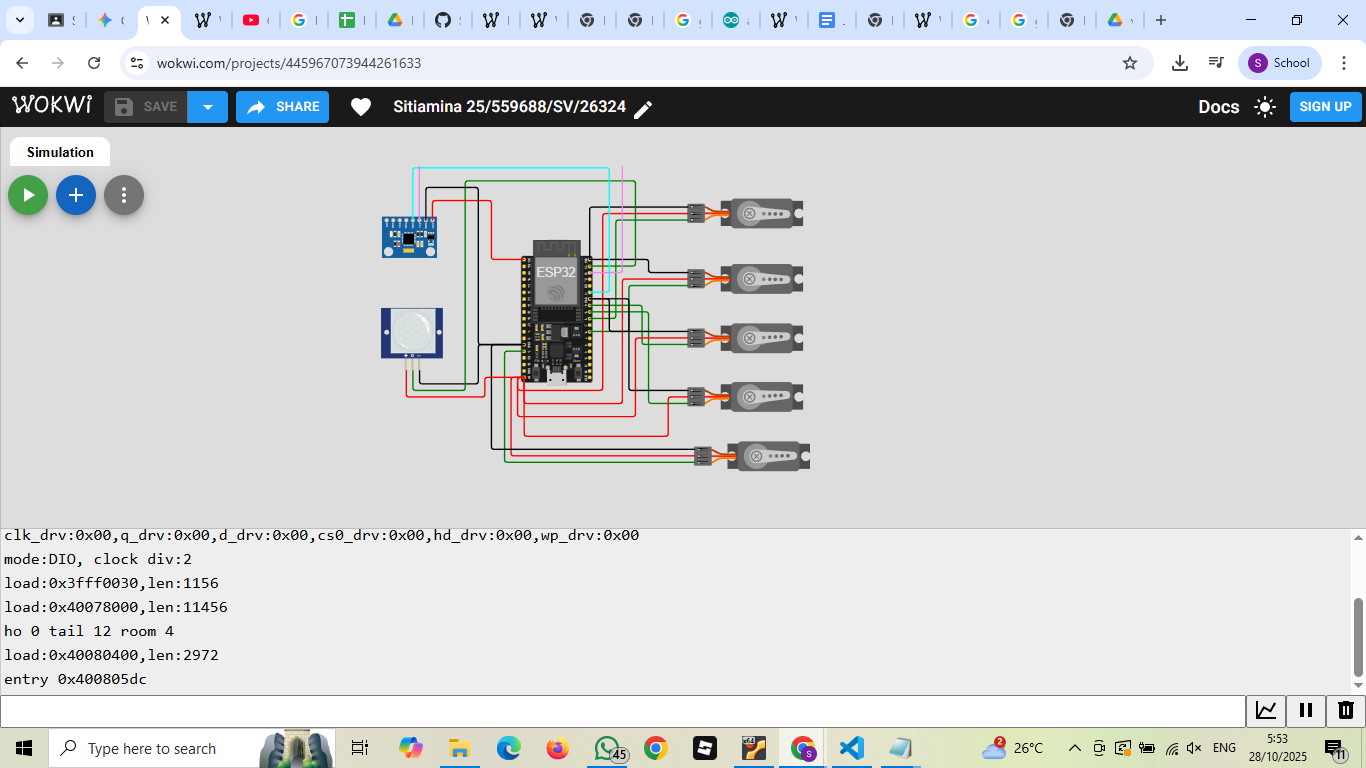 School
wokwi.com/projects/445967073944261633
WOKWI
SAVE
SHARE
Sitiamina 25/559688/SV/26324
Docs
SIGN UP
Simulation
ESP32
clk_drv:0x00,q_drv:0x00,d_drv:0x00,cs0_drv:0x00,hd_drv:0x00,wp_drv:0x00
mode:DIO, clock div:2
load:0x3fff0030,len:1156
load:0x40078000,len:11456
ho 0 tail 12 room 4
load:0x40080400,len:2972
entry 0x400805dc
Type here to search
45
x64
2
26°C
ENG
5:53
28/10/2025
11